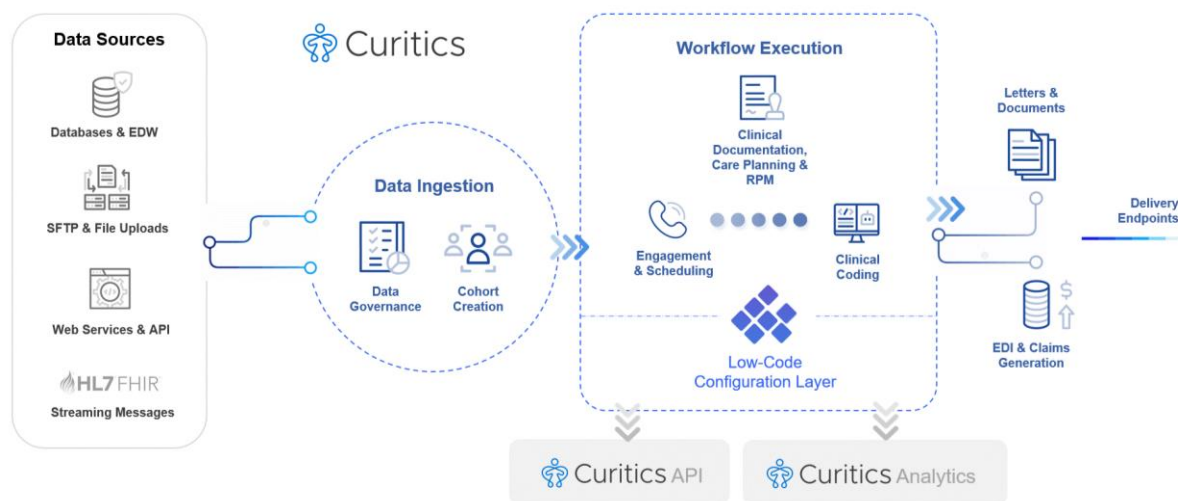 Data Sources
Databases & EDW
SFTP & File Uploads
Web Services & API
HL7 FHIR
Streaming Messages
Curitics
Data Ingestion
Data
Governance
Cohort
Creation
Workflow Execution
Clinical
Documentation,
Care Planning &
RPM
Engagement
& Scheduling
Clinical
Coding
Low-Code
Configuration Layer
Curitics API
Curitics Analytics
Letters &
Documents
EDI & Claims
Generation
Delivery
Endpoints